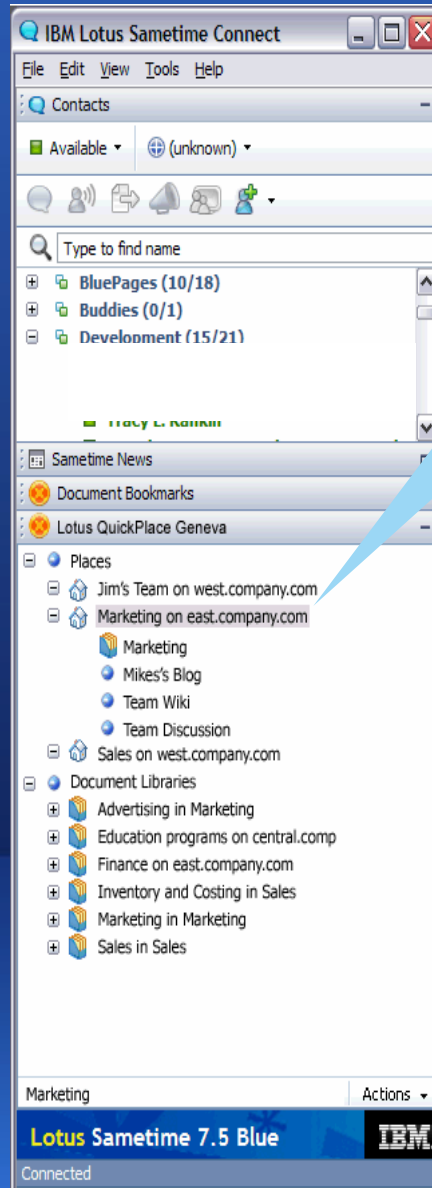 IBM Lotus Sametime Connect
File Edit View Tools Help
Contacts
Available (unknown)
Type to find name
BluePages (10/18)
Buddies (0/1)
Development (15/21)
Tracy L. Rankin
Sametime News
Document Bookmarks
Lotus QuickPlace Geneva
Places
Jim's Team on west.company.com
Marketing on east.company.com
Marketing
Mikes's Blog
Team Wiki
Team Discussion
Sales on west.company.com
Document Libraries
Advertising in Marketing
Education programs on central.comp
Finance on east.company.com
Inventory and Costing in Sales
Marketing in Marketing
Sales in Sales
Marketing Actions
Lotus Sametime 7.5 Blue IBM
Connected